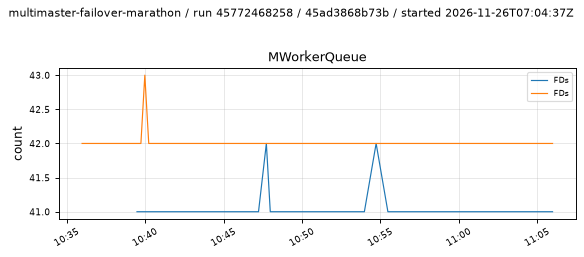 multimaster-failover-marathon / run 45772468258 / 45ad3868b73b / started 2026-11-26T07:04:37Z
MWorkerQueue
FDs
FDs
count
43.0
42.5
42.0
41.5
41.0
10:35
10:40
10:45
10:50
10:55
11:00
11:05